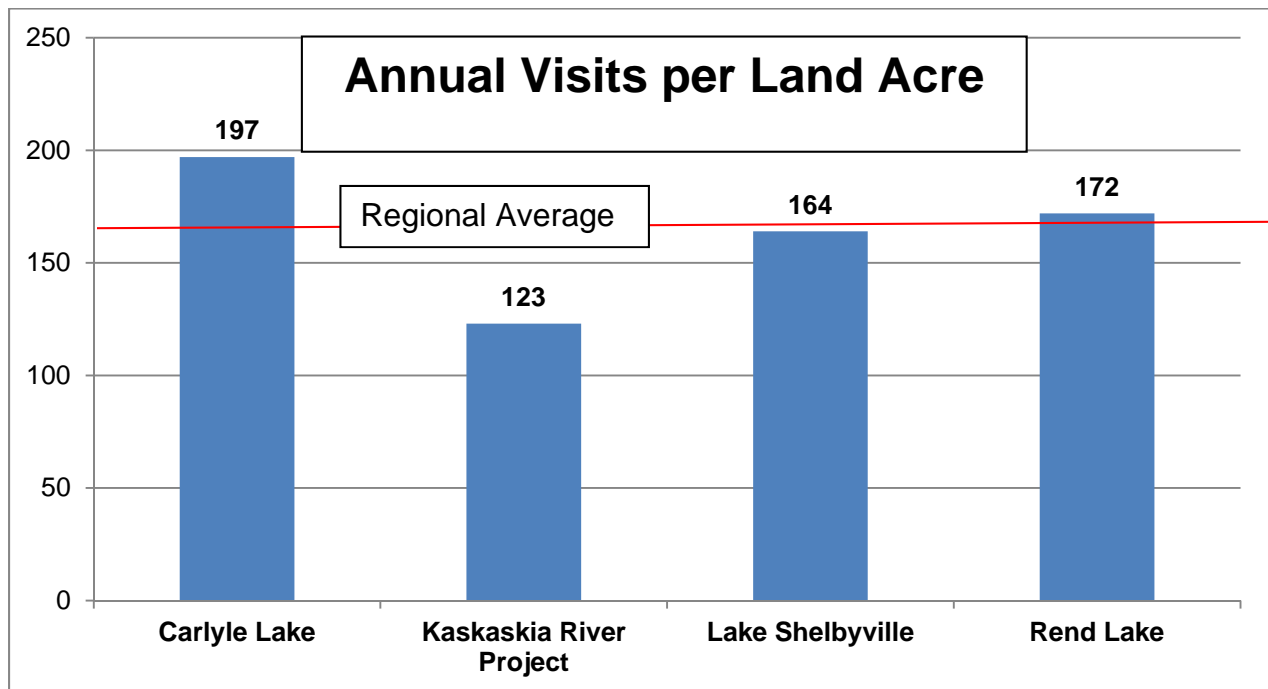 Annual Visits per Land Acre
250
200
150
100
50
0
197
123
164
172
Regional Average
Carlyle Lake
Kaskaskia River
Project
Lake Shelbyville
Rend Lake